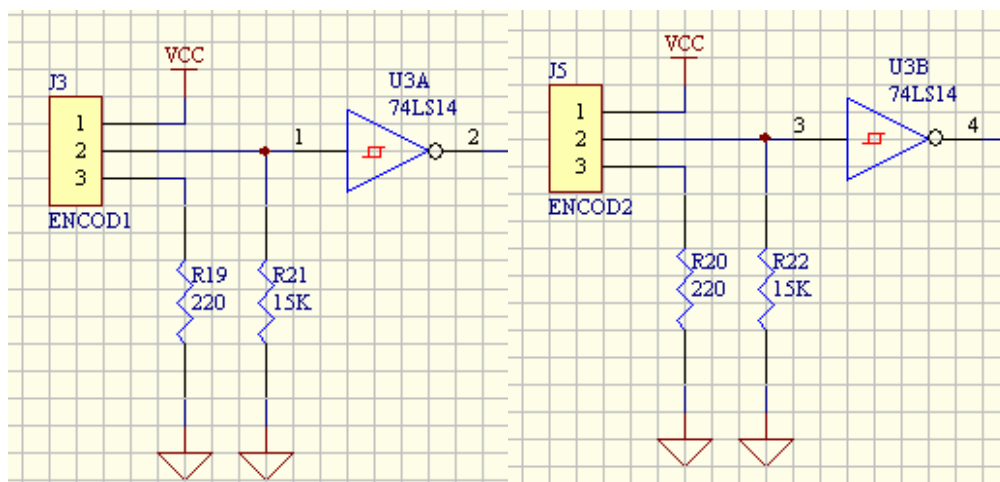 VCC
J3
U3A
74LS14
1
2
3
1
2
ENCOD1
R19
220
R21
15K
VCC
J5
U3B
74LS14
1
2
3
3
4
ENCOD2
R20
220
R22
15K